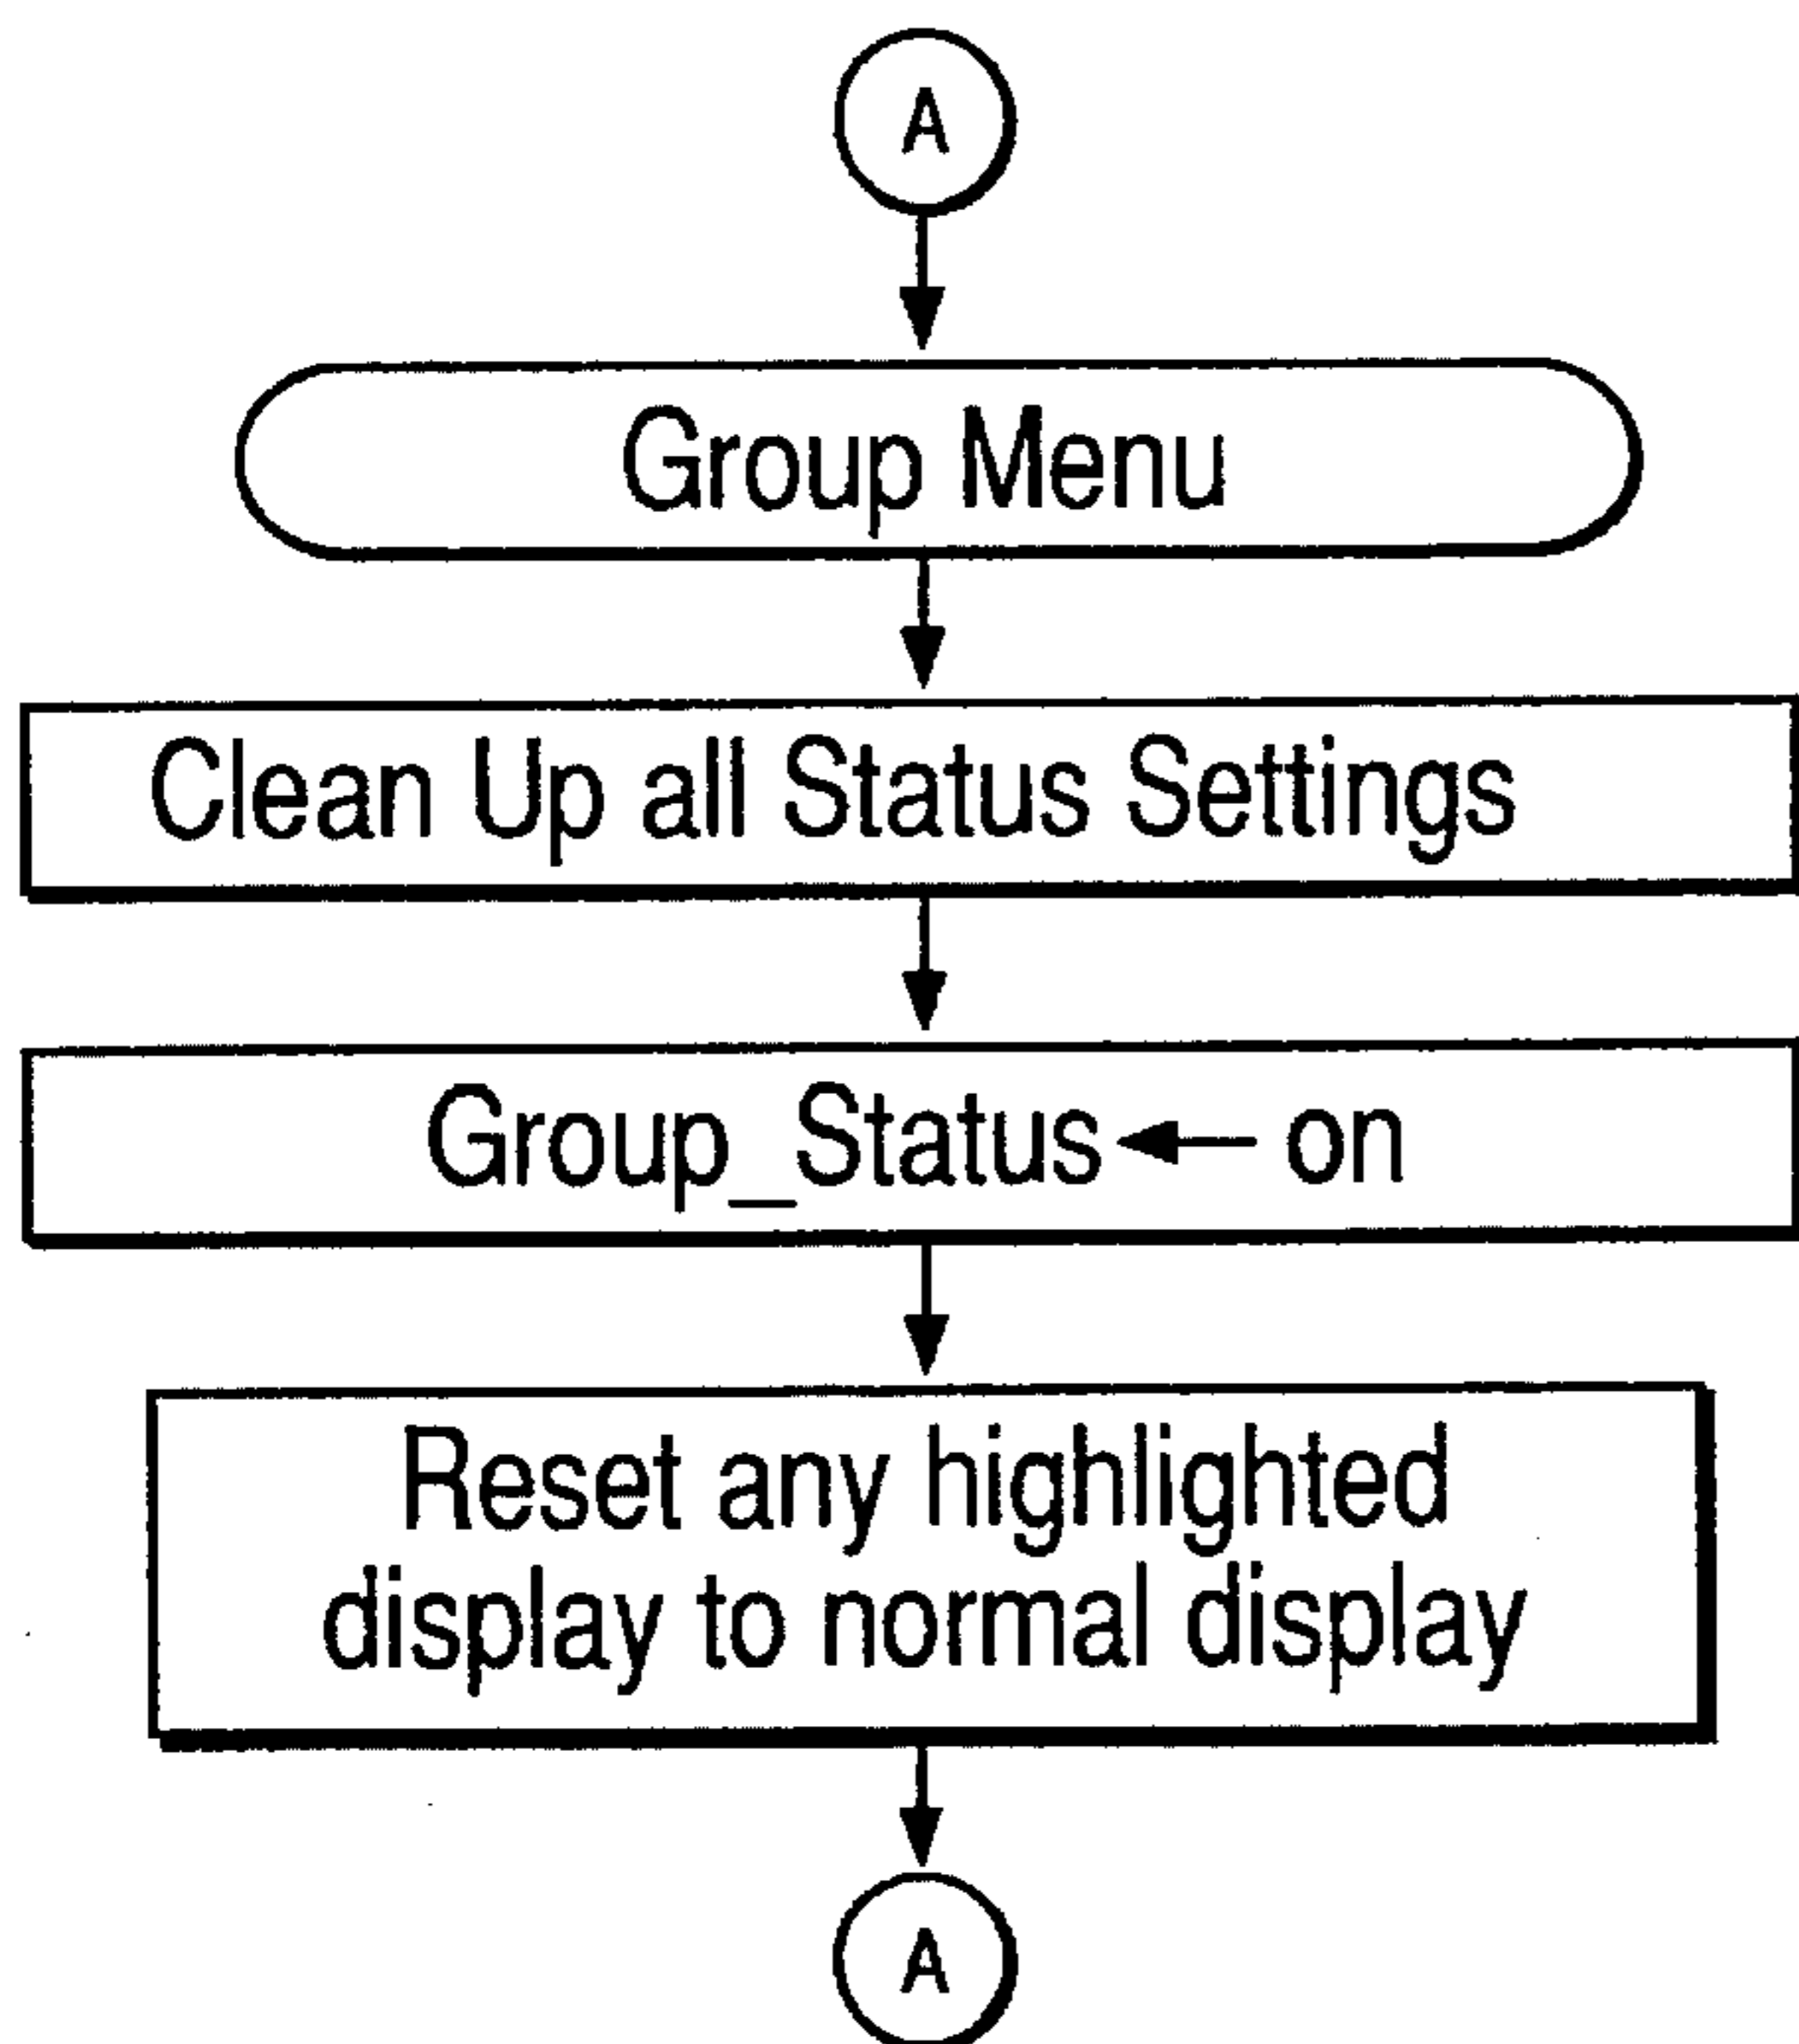 A
Group Menu
Clean Up all Status Settings
Group_Status ← on
Reset any highlighted
display to normal display
A